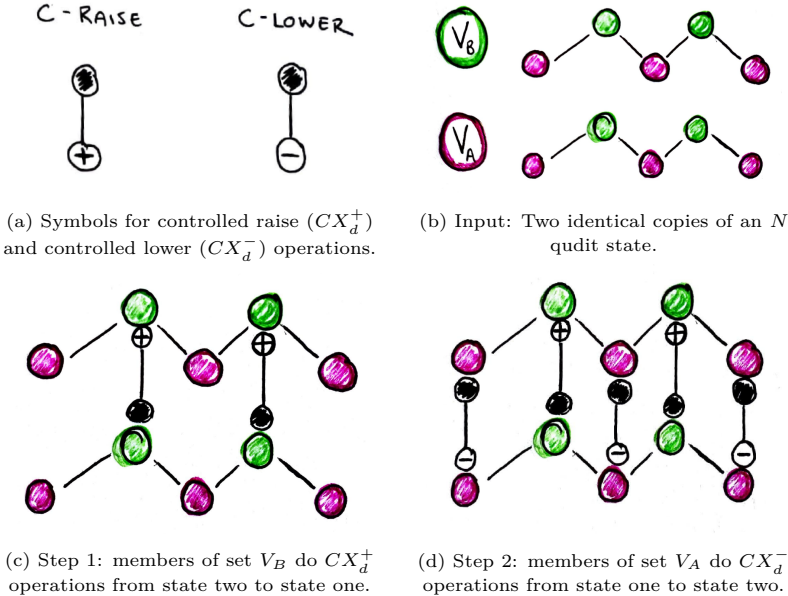 C-RAISE
C-LOWER
+
−
V_B
V_A
(a) Symbols for controlled raise (CX_d^+)
and controlled lower (CX_d^−) operations.
(b) Input: Two identical copies of an N
qudit state.
+ +
+ +
− − −
(c) Step 1: members of set V_B do CX_d^+
operations from state two to state one.
(d) Step 2: members of set V_A do CX_d^−
operations from state one to state two.